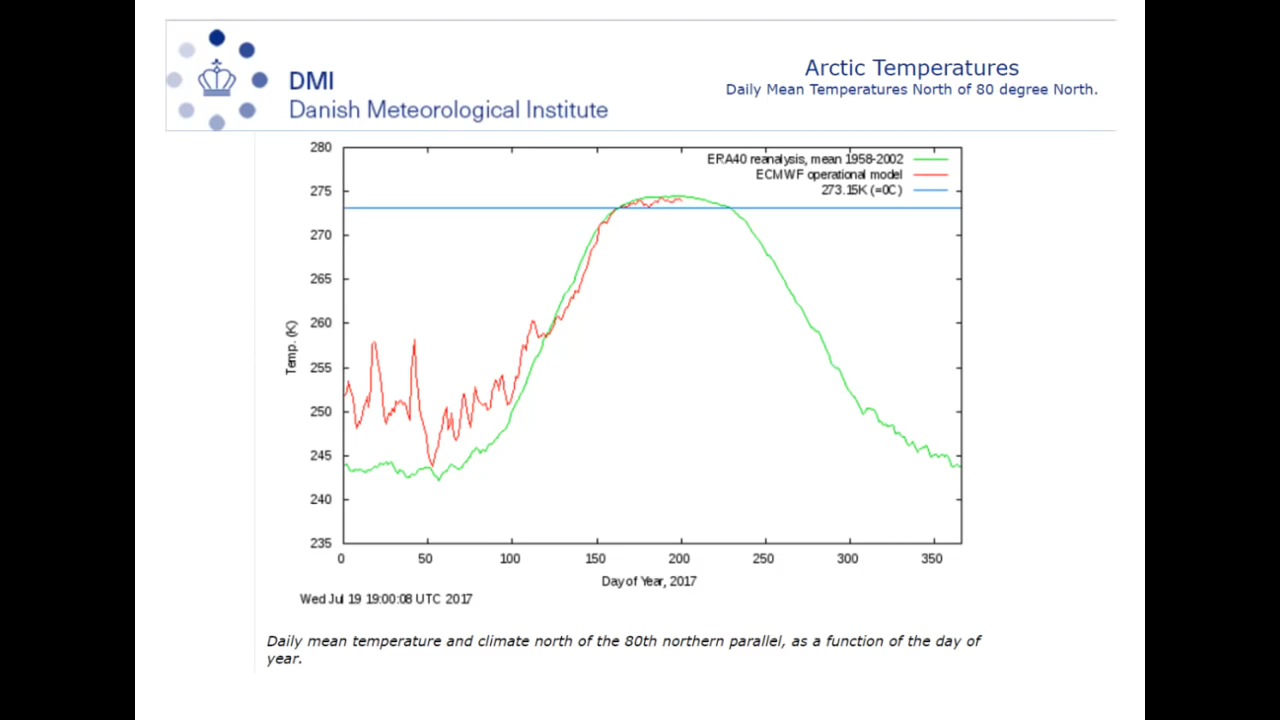 DMI
Danish Meteorological Institute
Arctic Temperatures
Daily Mean Temperatures North of 80 degree North.
280
275
270
265
260
255
250
245
240
235
Temp. (K)
ERA40 reanalysis, mean 1958-2002
ECMWF operational model
273.15K (=0C)
0 50 100 150 200 250 300 350
Day of Year, 2017
Wed Jul 19 19:00:08 UTC 2017
Daily mean temperature and climate north of the 80th northern parallel, as a function of the day of
year.